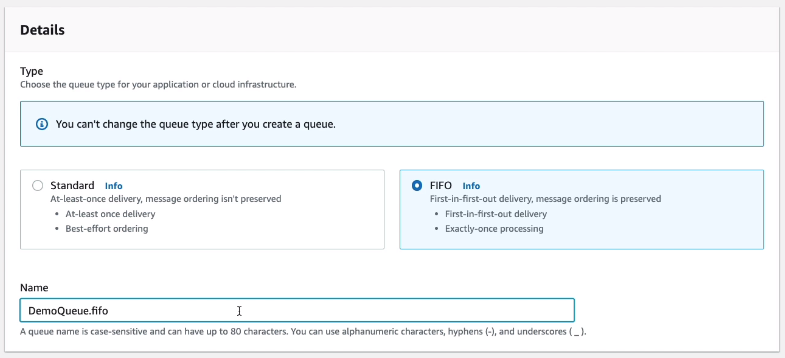 Details
Type
Choose the queue type for your application or cloud infrastructure.
You can't change the queue type after you create a queue.
Standard Info
At-least-once delivery, message ordering isn't preserved
• At-least once delivery
• Best-effort ordering
FIFO Info
First-in-first-out delivery, message ordering is preserved
• First-in-first-out delivery
• Exactly-once processing
Name
DemoQueue.fifo
A queue name is case-sensitive and can have up to 80 characters. You can use alphanumeric characters, hyphens (-), and underscores ( _ ).